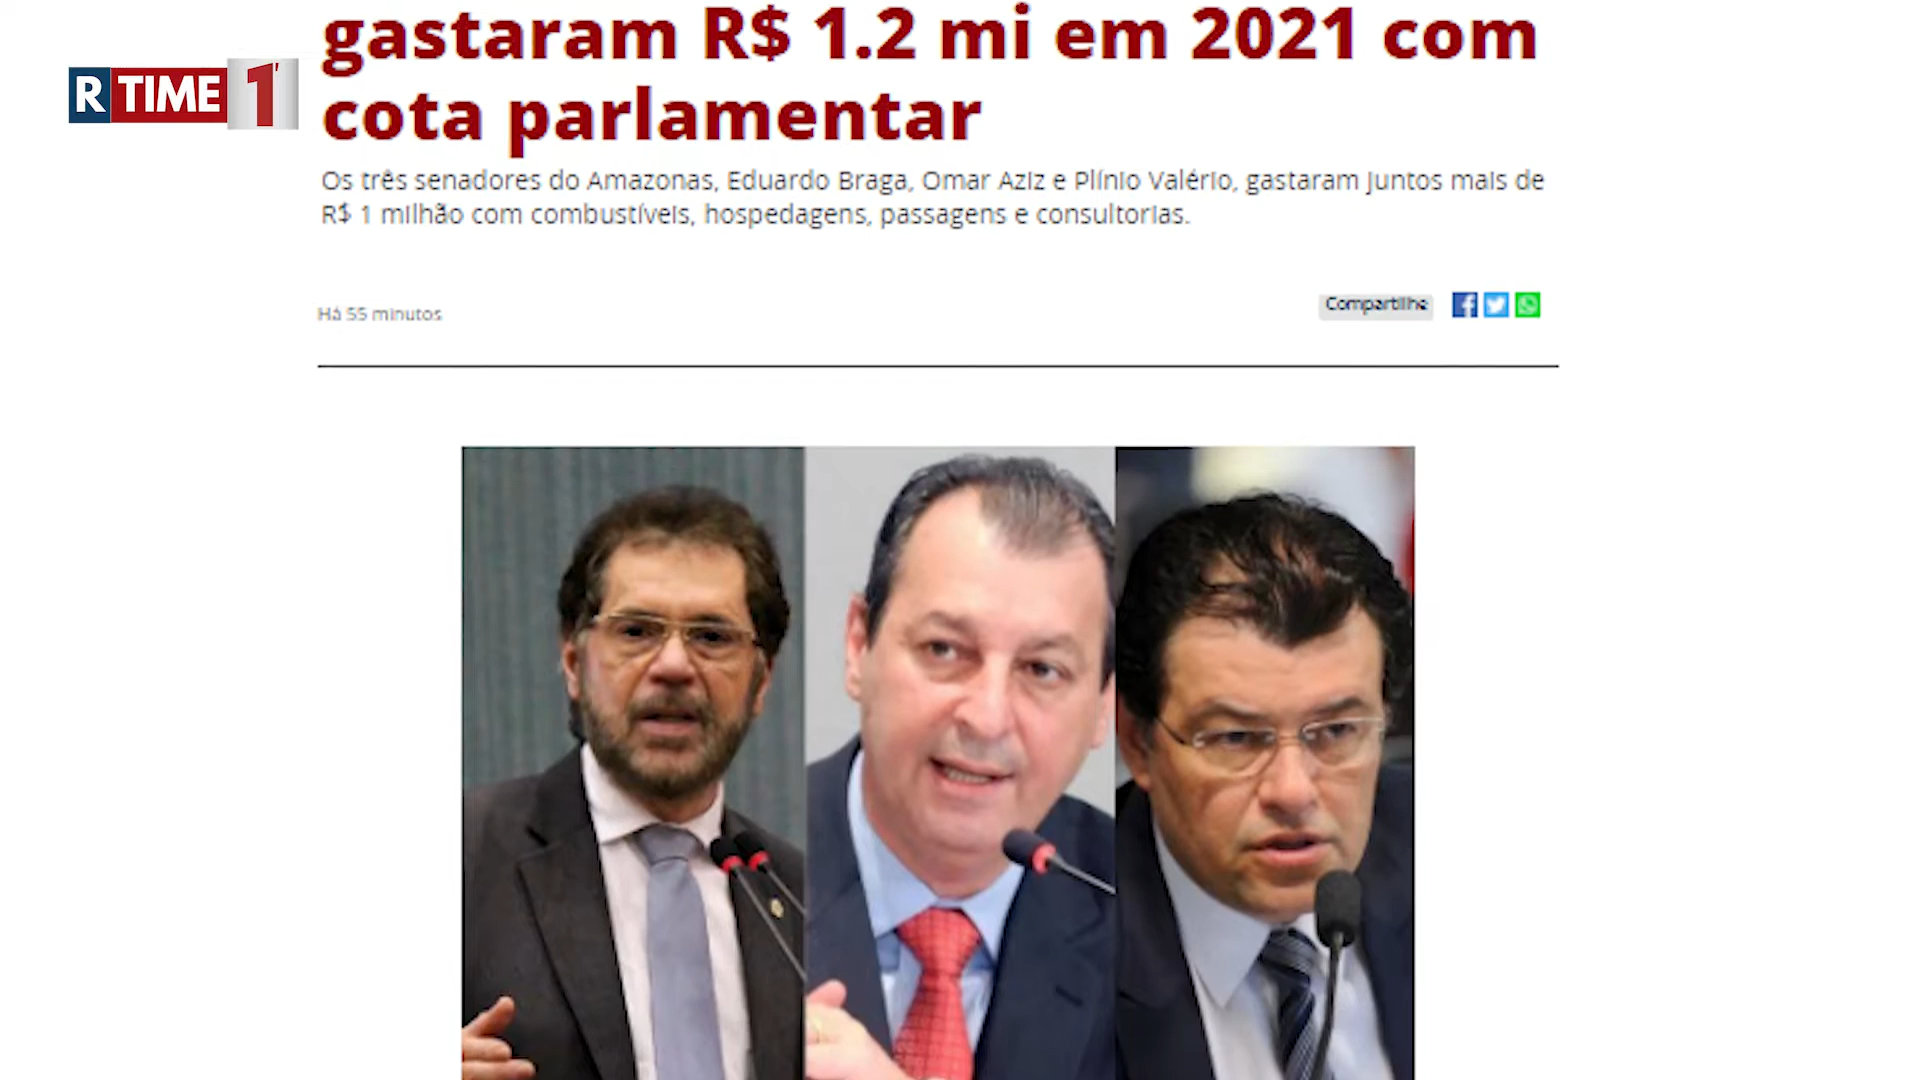 gastaram R$ 1.2 mi em 2021 com
R TIME 1'
cota parlamentar
Os três senadores do Amazonas, Eduardo Braga, Omar Aziz e Plínio Valério, gastaram juntos mais de
R$ 1 milhão com combustíveis, hospedagens, passagens e consultorias.
Há 55 minutos
Compartilhe